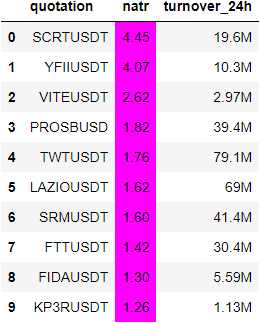 quotation natr turnover_24h
0 SCRTUSDT 4.45 19.6M
1 YFIIUSDT 4.07 10.3M
2 VITEUSDT 2.62 2.97M
3 PROSBUSD 1.82 39.4M
4 TWTUSDT 1.76 79.1M
5 LAZIOUSDT 1.62 69M
6 SRMUSDT 1.60 41.4M
7 FTTUSDT 1.42 30.4M
8 FIDAUSDT 1.30 5.59M
9 KP3RUSDT 1.26 1.13M